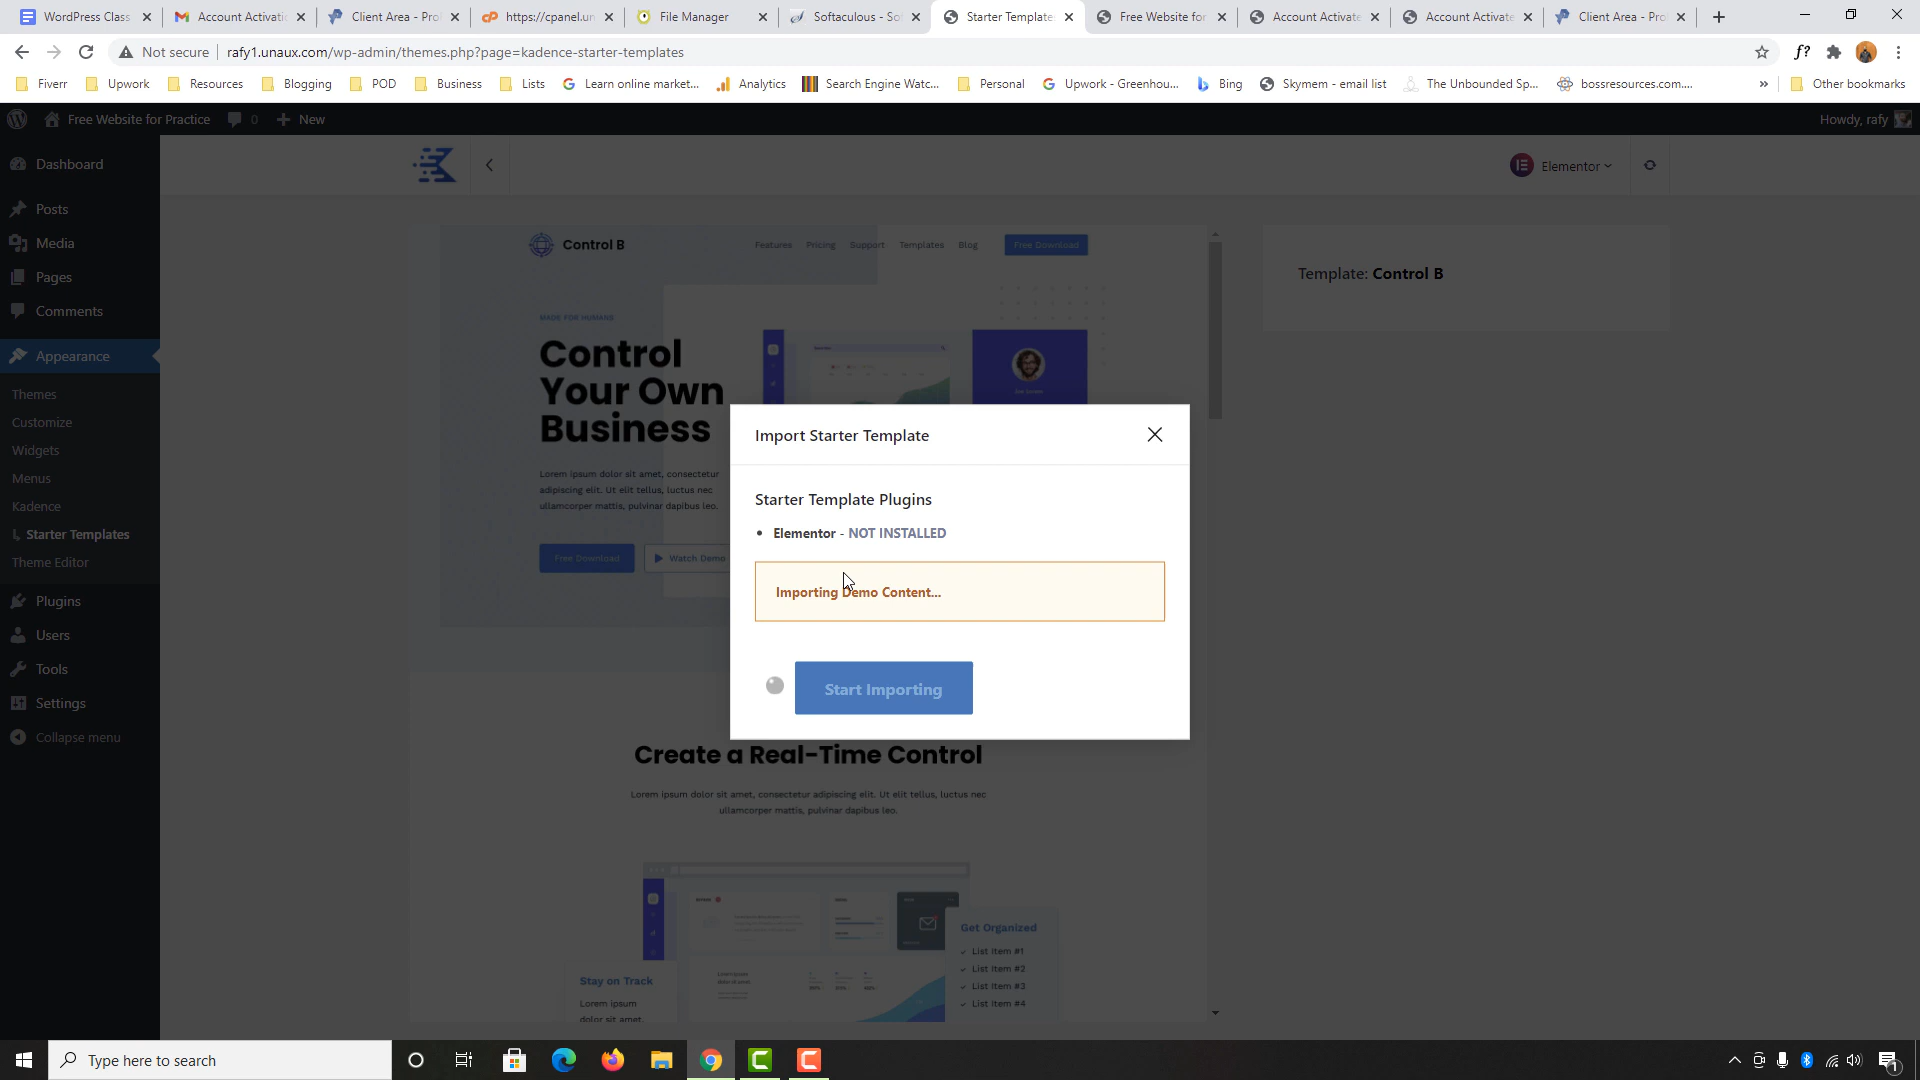 WordPress Class
Account Activati
Client Area - Pro
https://cpanel.un
File Manager
Softaculous - So
Starter Template
Free Website for
Account Activate
Account Activate
Client Area - Pro
Not secure
rafy1.unaux.com/wp-admin/themes.php?page=kadence-starter-templates
f?
Fiverr
Upwork
Resources
Blogging
POD
Business
Lists
Learn online market...
Analytics
Search Engine Watc...
Personal
Upwork - Greenhou...
Bing
Skymem - email list
The Unbounded Sp...
bossresources.com....
»
Other bookmarks
Free Website for Practice
0
New
Howdy, rafy
Dashboard
Posts
Media
Pages
Comments
Appearance
Themes
Customize
Widgets
Menus
Kadence
Starter Templates
Theme Editor
Plugins
Users
Tools
Settings
Collapse menu
Elementor
Control B
Features
Pricing
Support
Templates
Blog
Free Download
MADE FOR HUMANS
Control
Your Own
Business
Lorem ipsum dolor sit amet, consectetur
adipiscing elit. Ut elit tellus, luctus nec
ullamcorper mattis, pulvinar dapibus leo.
Free Download
Watch Demo
Template: Control B
Import Starter Template
Starter Template Plugins
Elementor - NOT INSTALLED
Importing Demo Content...
Start Importing
Create a Real-Time Control
Lorem ipsum dolor sit amet, consectetur adipiscing elit. Ut elit tellus, luctus nec
ullamcorper mattis, pulvinar dapibus leo.
Get Organized
List Item #1
List Item #2
List Item #3
List Item #4
Stay on Track
Lorem ipsum
dolor sit amet,
Type here to search
1